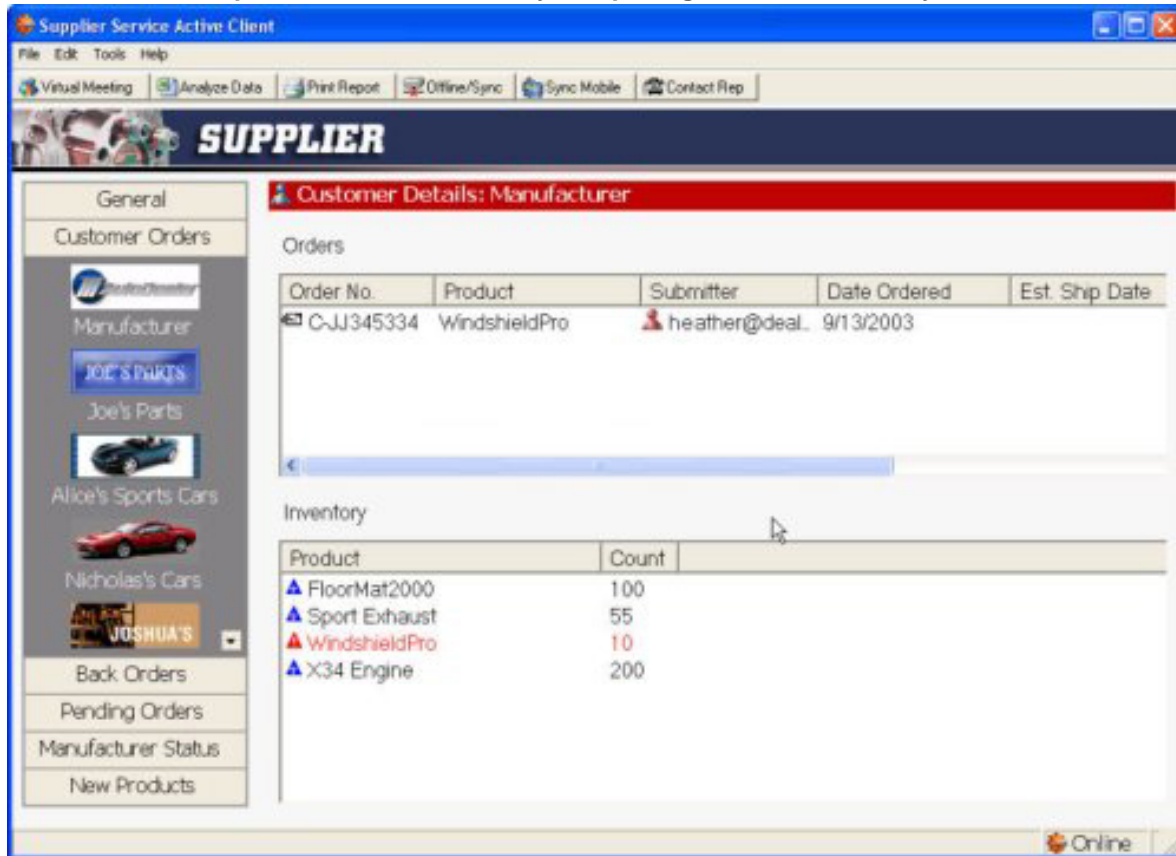 Supplier Service Active Client
File Edit Tools Help
Virtual Meeting Analyze Data Print Report Offline/Sync Sync Mobile Contact Rep
SUPPLIER
General
Customer Orders
Manufacturer
JOE'S PARTS
Joe's Parts
Alice's Sports Cars
Nicholas's Cars
JOSHUA'S
Back Orders
Pending Orders
Manufacturer Status
New Products
Customer Details: Manufacturer
Orders
Order No. Product Submitter Date Ordered Est. Ship Date
C-JJ345334 WindshieldPro heather@deal.. 9/13/2003
Inventory
Product Count
FloorMat2000 100
Sport Exhaust 55
WindshieldPro 10
X34 Engine 200
Online